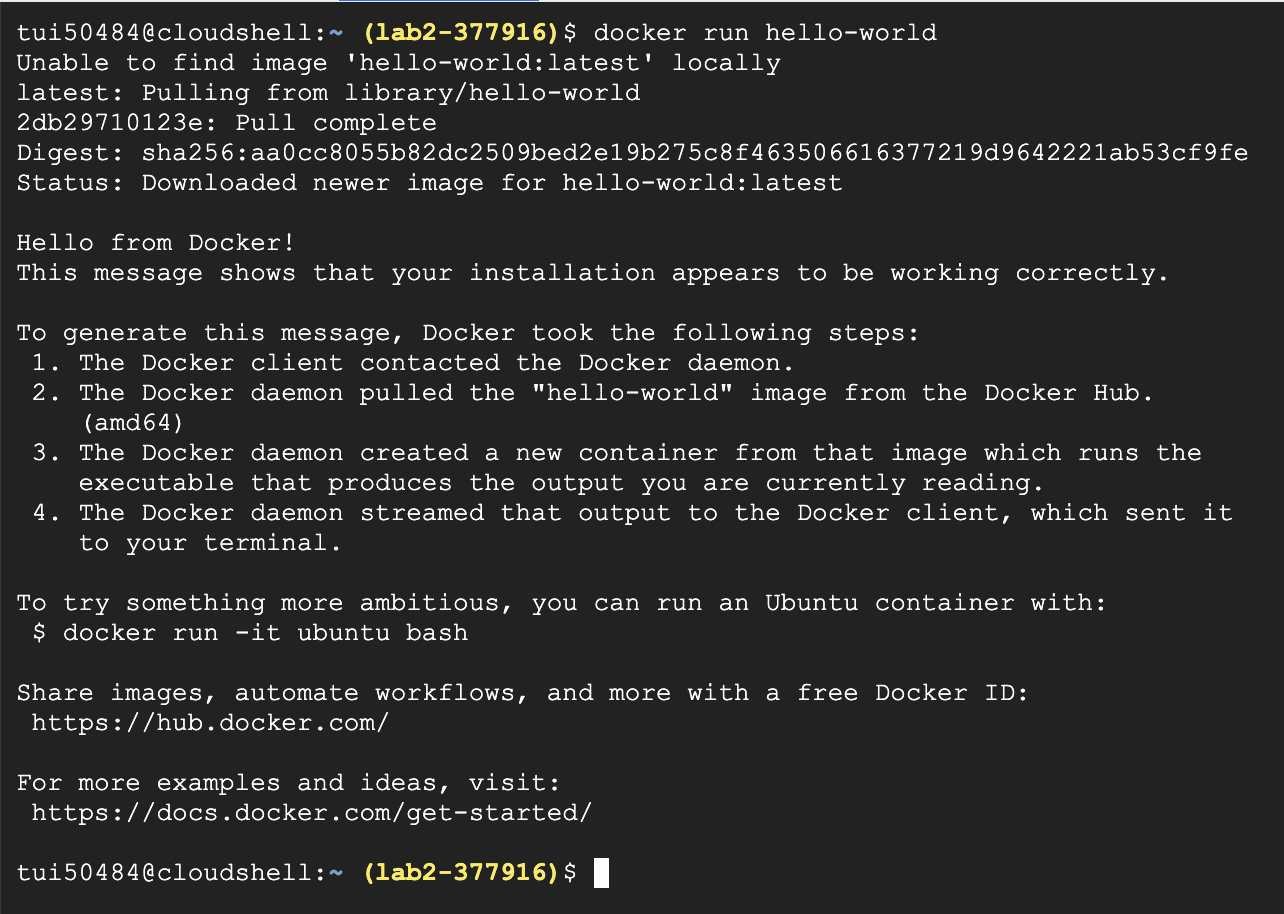 tui50484@cloudshell:~ (lab2-377916)$ docker run hello-world
Unable to find image 'hello-world:latest' locally
latest: Pulling from library/hello-world
2db29710123e: Pull complete
Digest: sha256:aa0cc8055b82dc2509bed2e19b275c8f463506616377219d9642221ab53cf9fe
Status: Downloaded newer image for hello-world:latest

Hello from Docker!
This message shows that your installation appears to be working correctly.

To generate this message, Docker took the following steps:
 1. The Docker client contacted the Docker daemon.
 2. The Docker daemon pulled the "hello-world" image from the Docker Hub.
    (amd64)
 3. The Docker daemon created a new container from that image which runs the
    executable that produces the output you are currently reading.
 4. The Docker daemon streamed that output to the Docker client, which sent it
    to your terminal.

To try something more ambitious, you can run an Ubuntu container with:
 $ docker run -it ubuntu bash

Share images, automate workflows, and more with a free Docker ID:
 https://hub.docker.com/

For more examples and ideas, visit:
 https://docs.docker.com/get-started/

tui50484@cloudshell:~ (lab2-377916)$